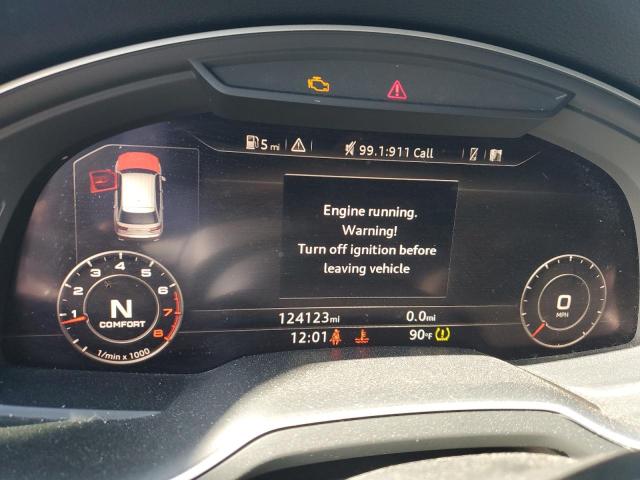 5 mi 99.1:911 Call
Engine running.
Warning!
Turn off ignition before
leaving vehicle
1 2 3 4 5 6 7 8
N
COMFORT
1/min x 1000
0
MPH
124123mi 0.0mi
12:01 90°F